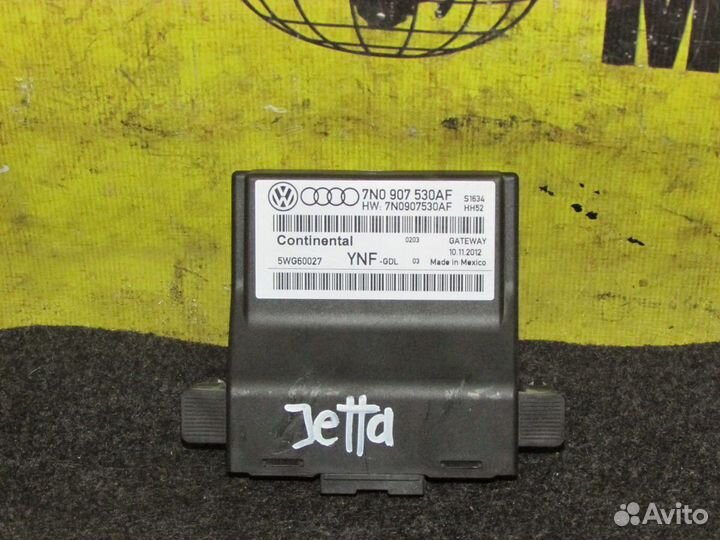 7N0 907 530AF
HW: 7N0907530AF
S1634
HH52
Continental
0203
GATEWAY
10.11.2012
5WG60027
YNF -GDL
03
Made in Mexico
Jetta
Avito